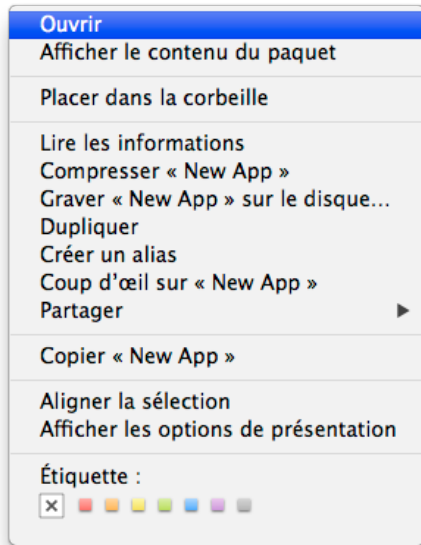 Ouvrir
Afficher le contenu du paquet
Placer dans la corbeille
Lire les informations
Compresser « New App »
Graver « New App » sur le disque...
Dupliquer
Créer un alias
Coup d'œil sur « New App »
Partager
Copier « New App »
Aligner la sélection
Afficher les options de présentation
Étiquette :